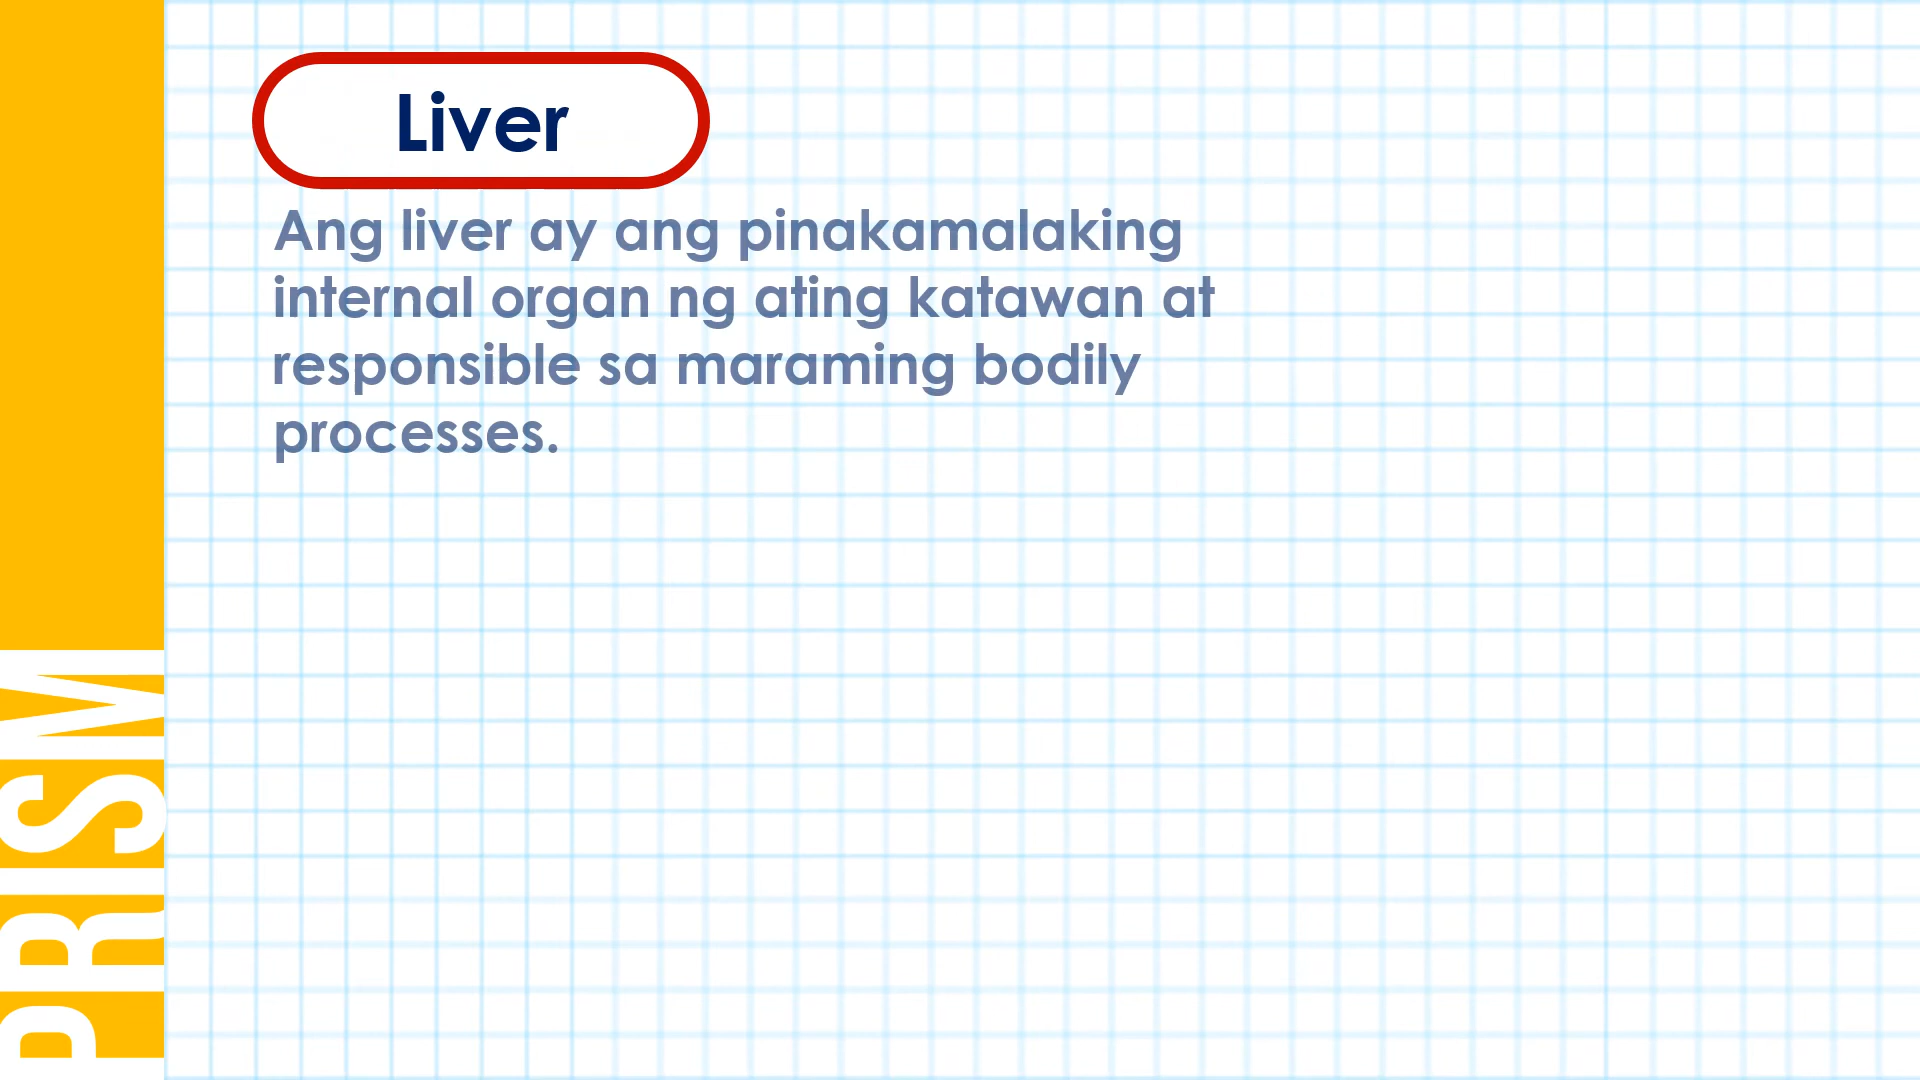 Liver
Ang liver ay ang pinakamalaking
internal organ ng ating katawan at
responsible sa maraming bodily
processes.
PRISM